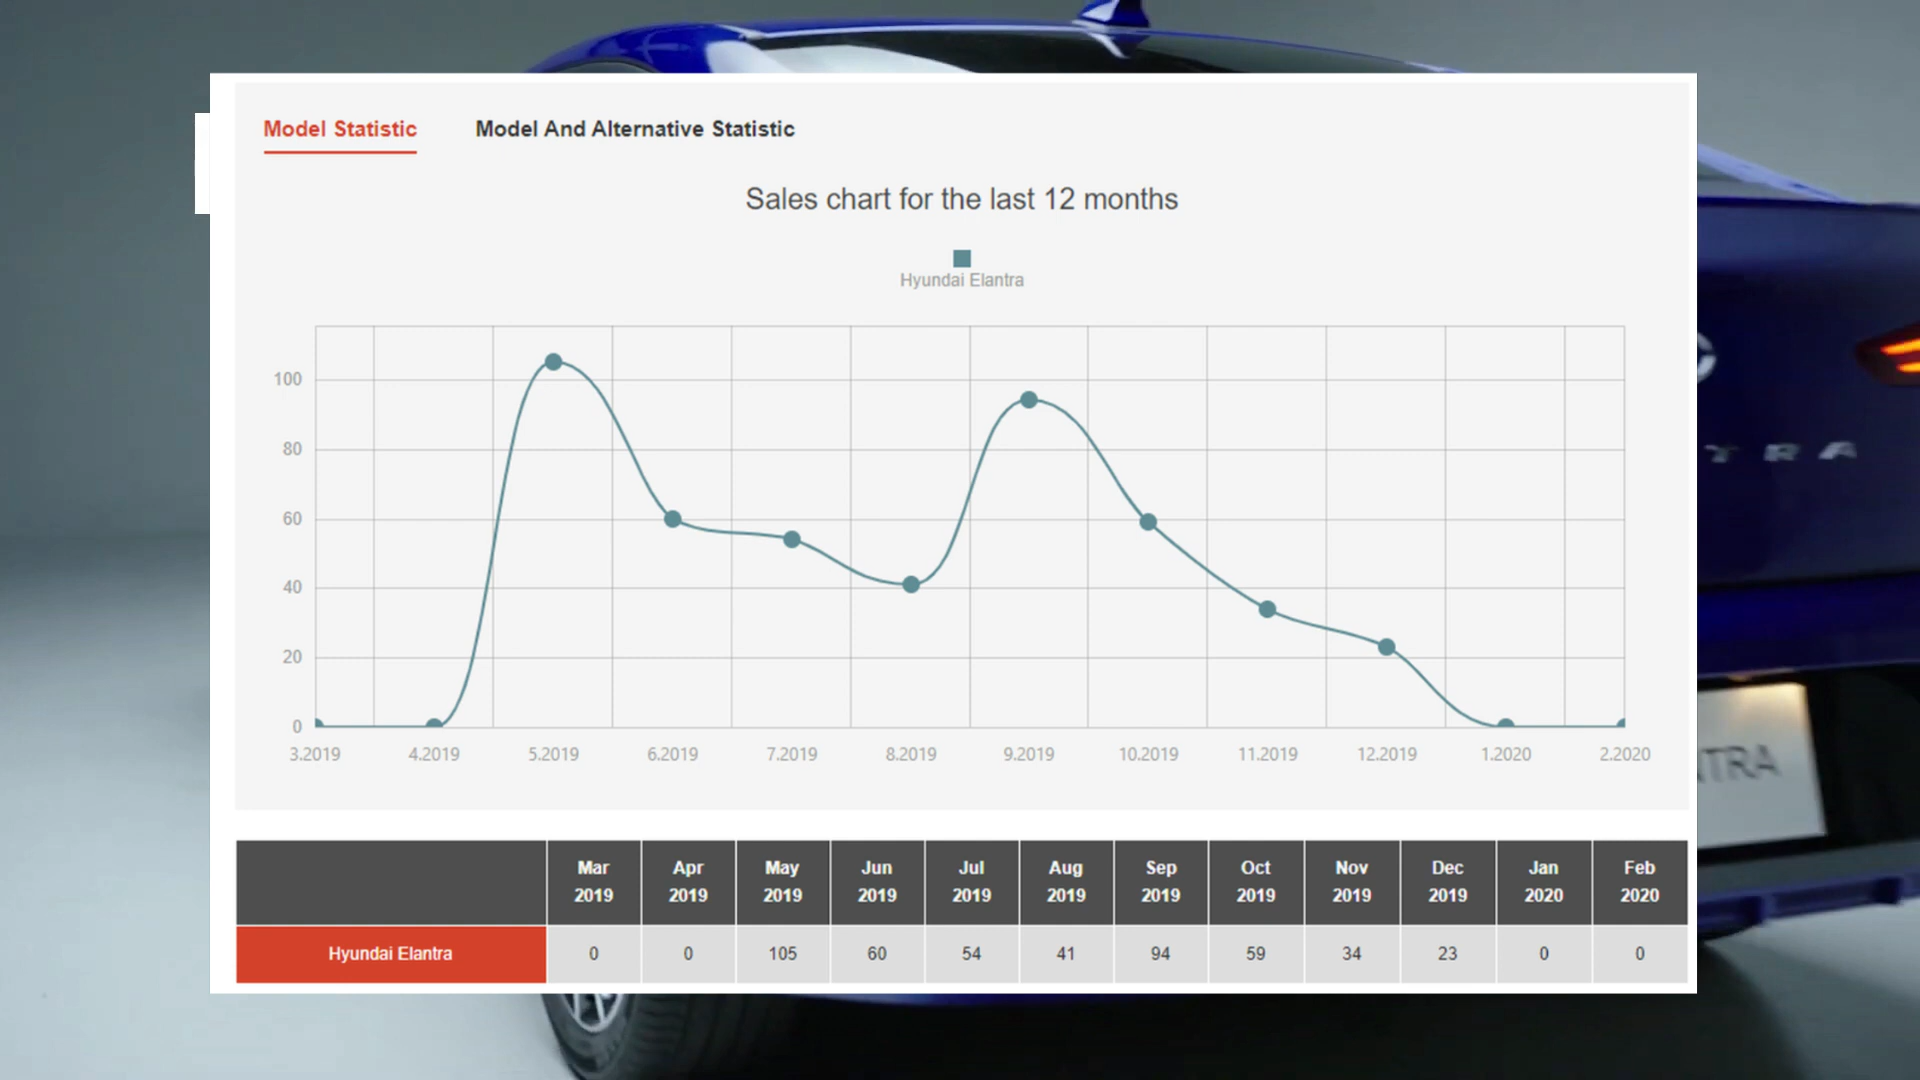 Model Statistic
Model And Alternative Statistic
Sales chart for the last 12 months
Hyundai Elantra
100
80
60
40
20
0
3.2019 4.2019 5.2019 6.2019 7.2019 8.2019 9.2019 10.2019 11.2019 12.2019 1.2020 2.2020
Mar 2019 Apr 2019 May 2019 Jun 2019 Jul 2019 Aug 2019 Sep 2019 Oct 2019 Nov 2019 Dec 2019 Jan 2020 Feb 2020
Hyundai Elantra 0 0 105 60 54 41 94 59 34 23 0 0
T R A
NTRA